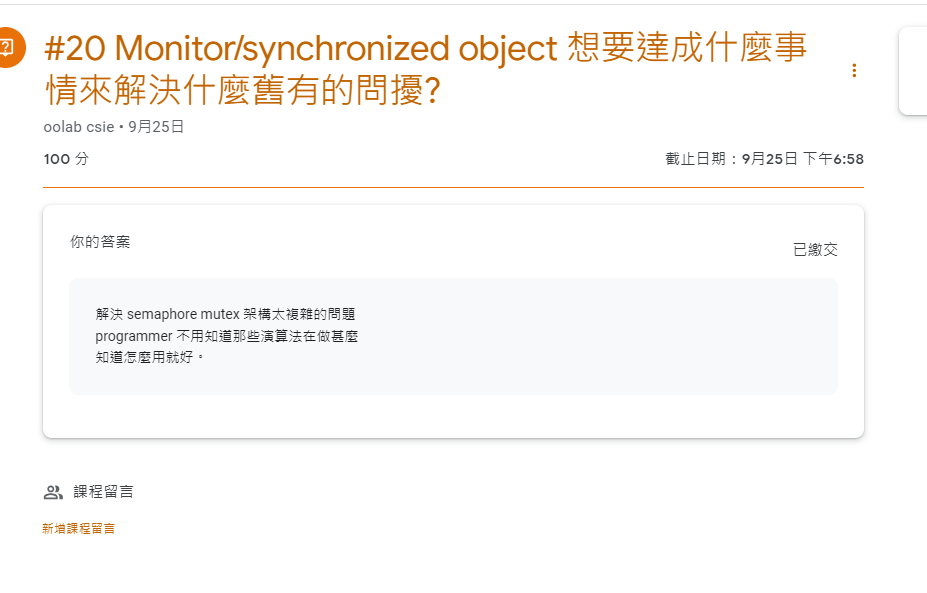 #20 Monitor/synchronized object 想要達成什麼事
情來解決什麼舊有的問擾?
oolab csie • 9月25日
100 分
截止日期：9月25日 下午6:58
你的答案
已繳交
解決 semaphore mutex 架構太複雜的問題
programmer 不用知道那些演算法在做甚麼
知道怎麼用就好。
課程留言
新增課程留言